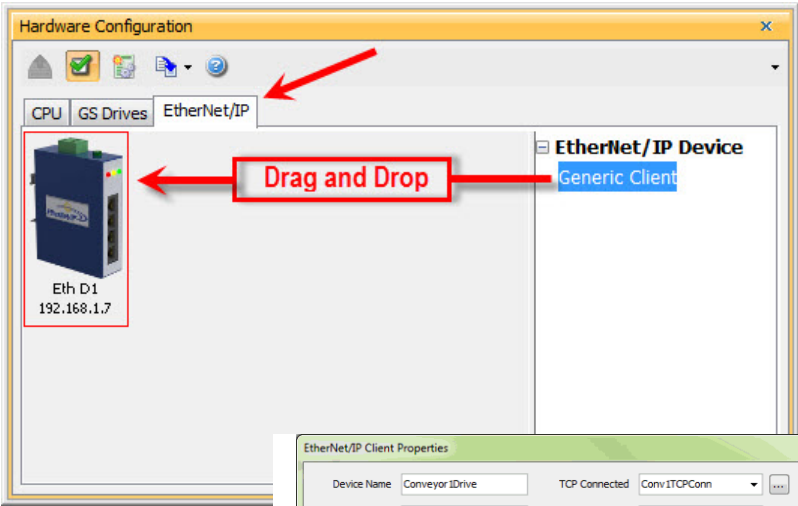 Hardware Configuration
CPU GS Drives EtherNet/IP
EtherNet/IP Device
Drag and Drop Generic Client
Eth D1
192.168.1.7
EtherNet/IP Client Properties
Device Name Conveyor1Drive TCP Connected Conv1TCPConn ...